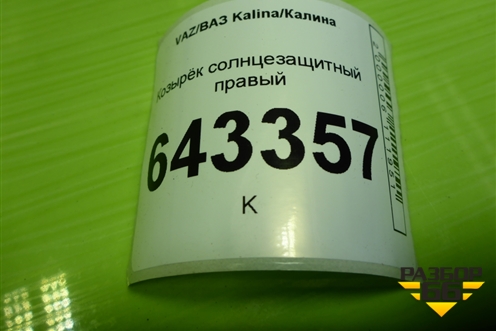 VAZ/ВАЗ Kalina/Калина
Козырёк солнцезащитный
правый
643357
К
РАЗБОР